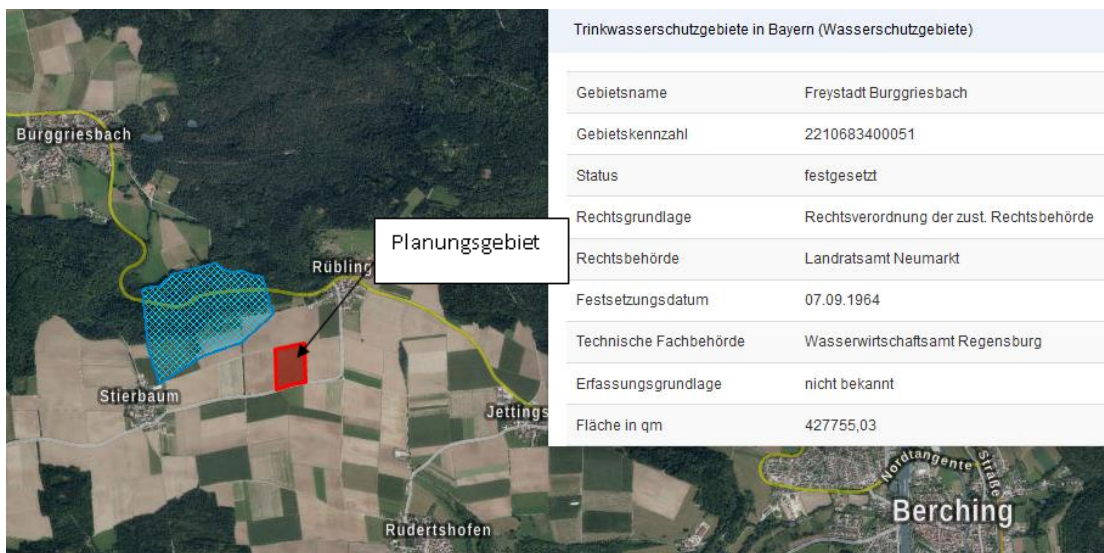 Trinkwasserschutzgebiete in Bayern (Wasserschutzgebiete)
Gebietsname Freystadt Burggriesbach
Gebietskennzahl 2210683400051
Status festgesetzt
Rechtsgrundlage Rechtsverordnung der zust. Rechtsbehörde
Rechtsbehörde Landratsamt Neumarkt
Festsetzungsdatum 07.09.1964
Technische Fachbehörde Wasserwirtschaftsamt Regensburg
Erfassungsgrundlage nicht bekannt
Fläche in qm 427755,03
Burggriesbach
Planungsgebiet
Rübling
Stierbaum
Jettings
Rudertshofen
Nordtangente
Straße
Berching